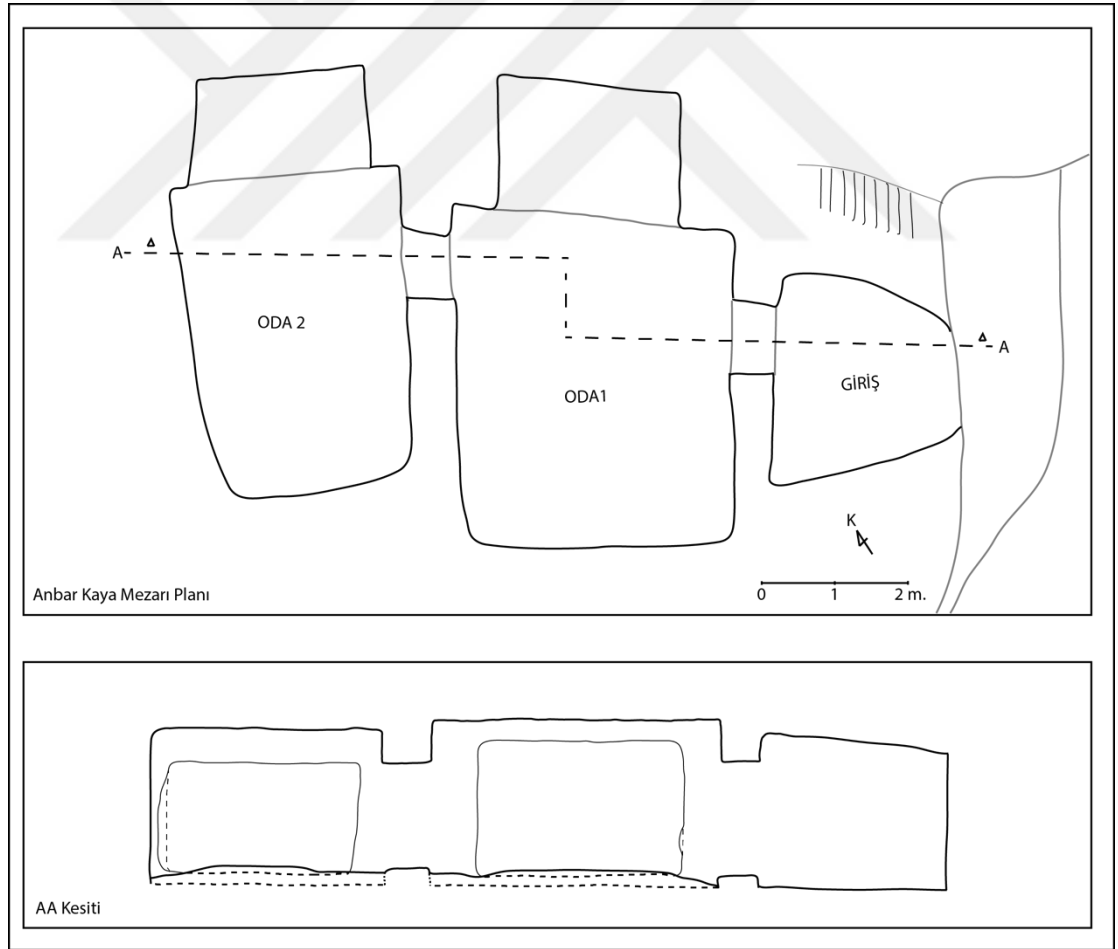 A
ODA 2
ODA1
GİRİŞ
A
K
0 1 2 m.
Anbar Kaya Mezarı Planı
AA Kesiti